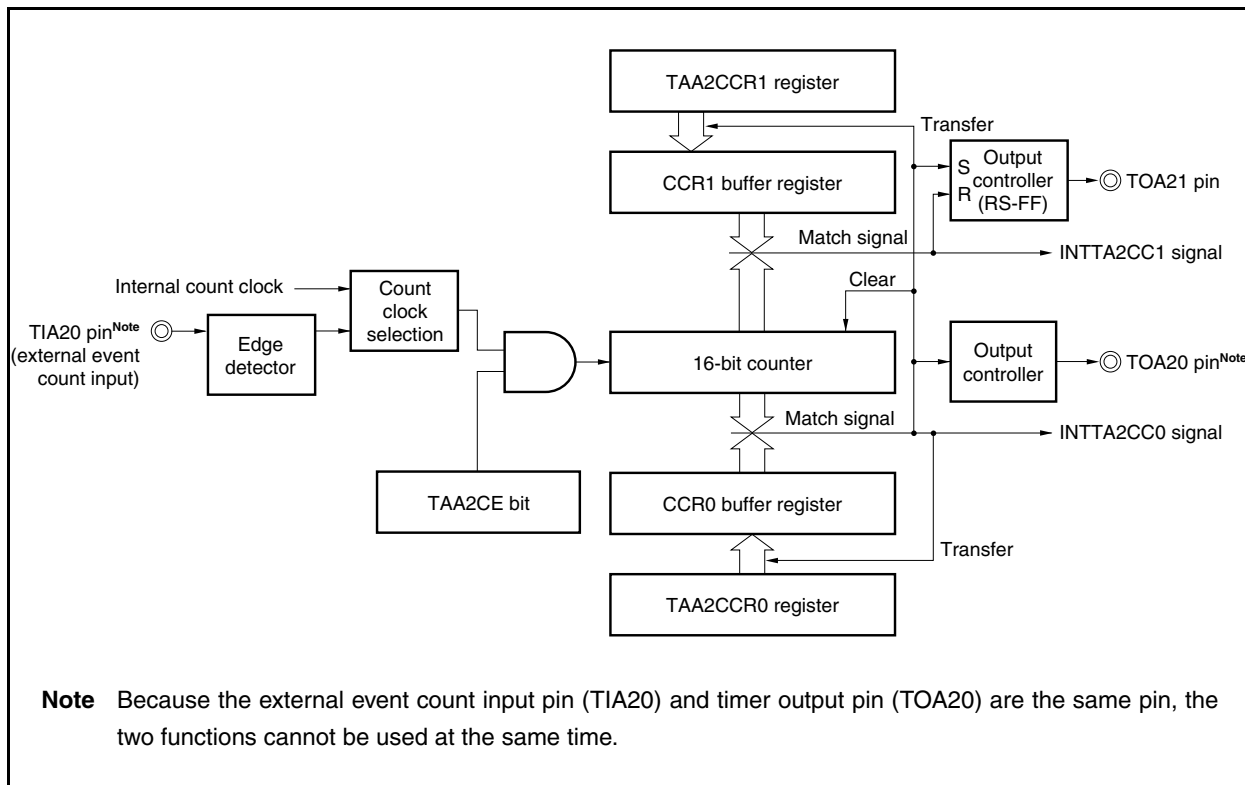 TAA2CCR1 register
Transfer
CCR1 buffer register
S
R
Output
controller
(RS-FF)
TOA21 pin
Match signal
INTTA2CC1 signal
Internal count clock
Count
clock
selection
Clear
TIA20 pinNote
(external event
count input)
Edge
detector
16-bit counter
Output
controller
TOA20 pinNote
Match signal
INTTA2CC0 signal
TAA2CE bit
CCR0 buffer register
Transfer
TAA2CCR0 register
Note Because the external event count input pin (TIA20) and timer output pin (TOA20) are the same pin, the
two functions cannot be used at the same time.